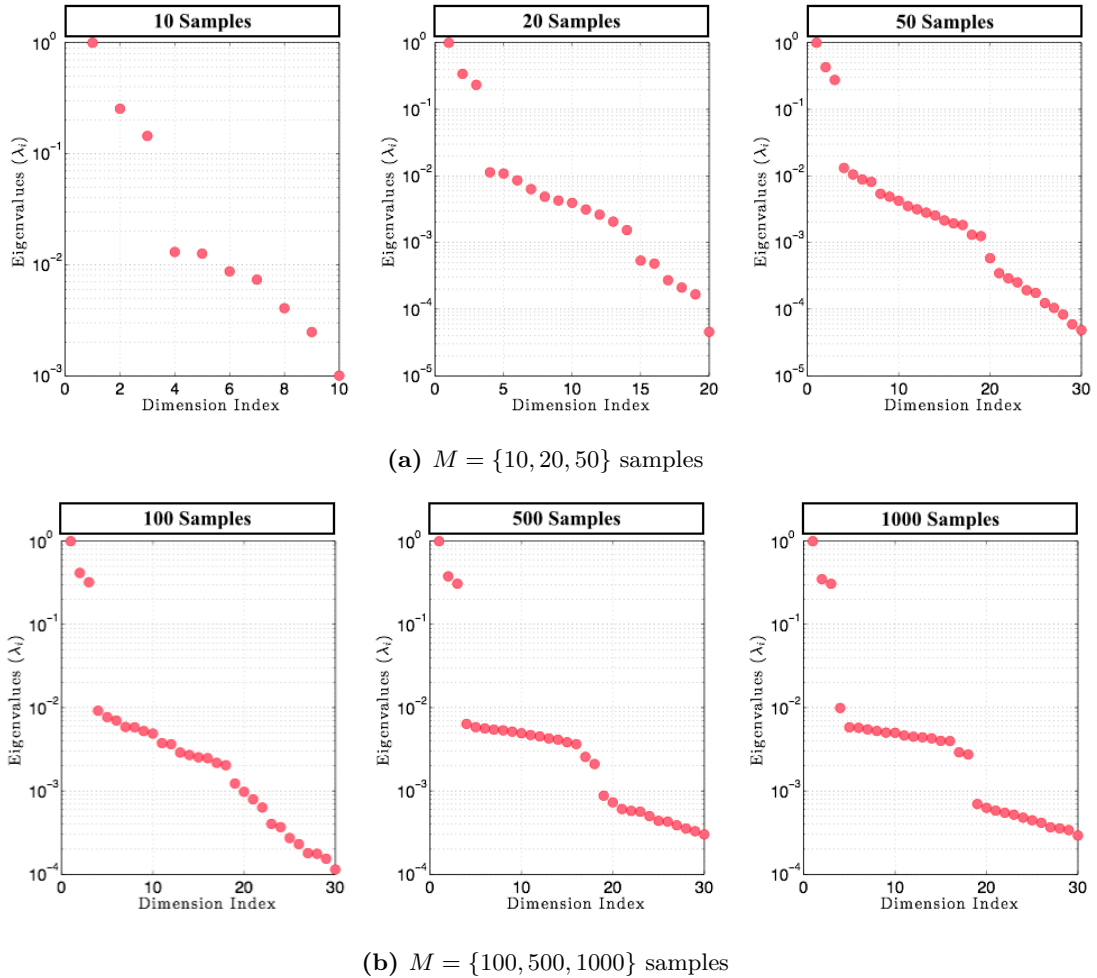 10 Samples 20 Samples 50 Samples
10^0 10^0 10^0
10^-1 10^-1 10^-1
10^-2 10^-2 10^-2
10^-3 10^-3 10^-3
10^-4 10^-4
10^-5 10^-5
Eigenvalues (λ_i) Eigenvalues (λ_i) Eigenvalues (λ_i)
0 2 4 6 8 10 0 5 10 15 20 0 10 20 30
Dimension Index Dimension Index Dimension Index
(a) M = {10, 20, 50} samples
100 Samples 500 Samples 1000 Samples
10^0 10^0 10^0
10^-1 10^-1 10^-1
10^-2 10^-2 10^-2
10^-3 10^-3 10^-3
10^-4 10^-4 10^-4
Eigenvalues (λ_i) Eigenvalues (λ_i) Eigenvalues (λ_i)
0 10 20 30 0 10 20 30 0 10 20 30
Dimension Index Dimension Index Dimension Index
(b) M = {100, 500, 1000} samples